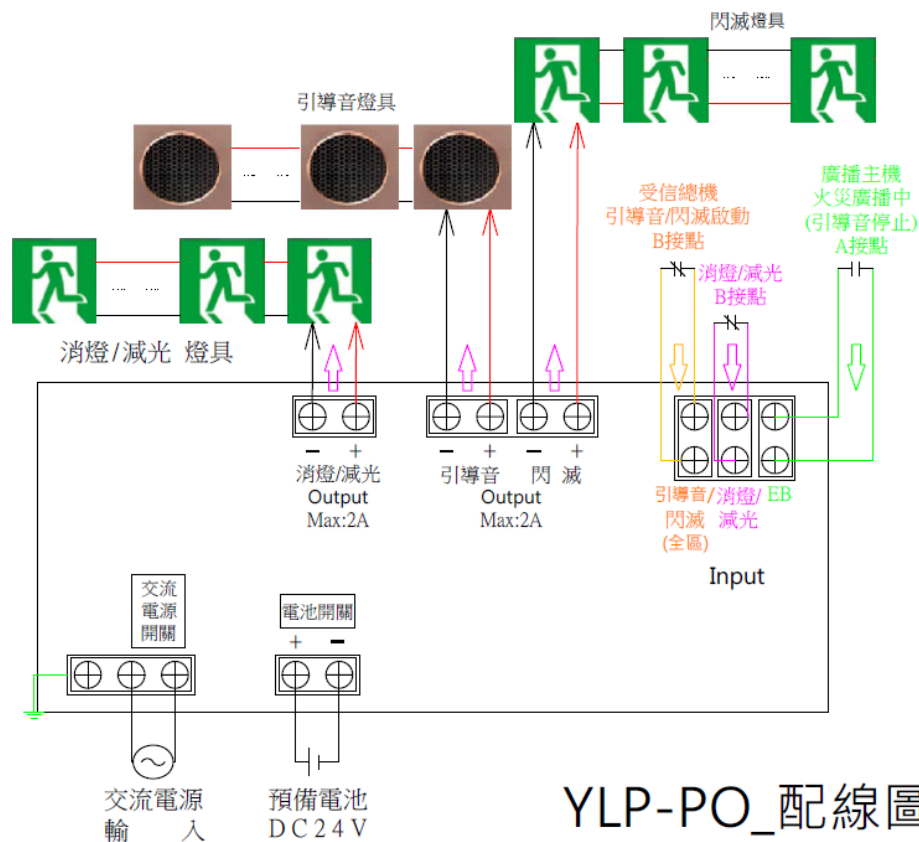 閃滅燈具
引導音燈具
受信總機
引導音/閃滅啟動
B接點
廣播主機
火災廣播中
(引導音停止)
A接點
消燈/減光
B接點
消燈/減光 燈具
− +
消燈/減光
Output
Max:2A
− + − +
引導音 閃 滅
Output
Max:2A
引導音/
閃滅
(全區)
消燈/
減光
EB
Input
交流
電源
開關
電池開關
+ −
交流電源
輸 入
預備電池
DC24V
YLP-PO_配線圖